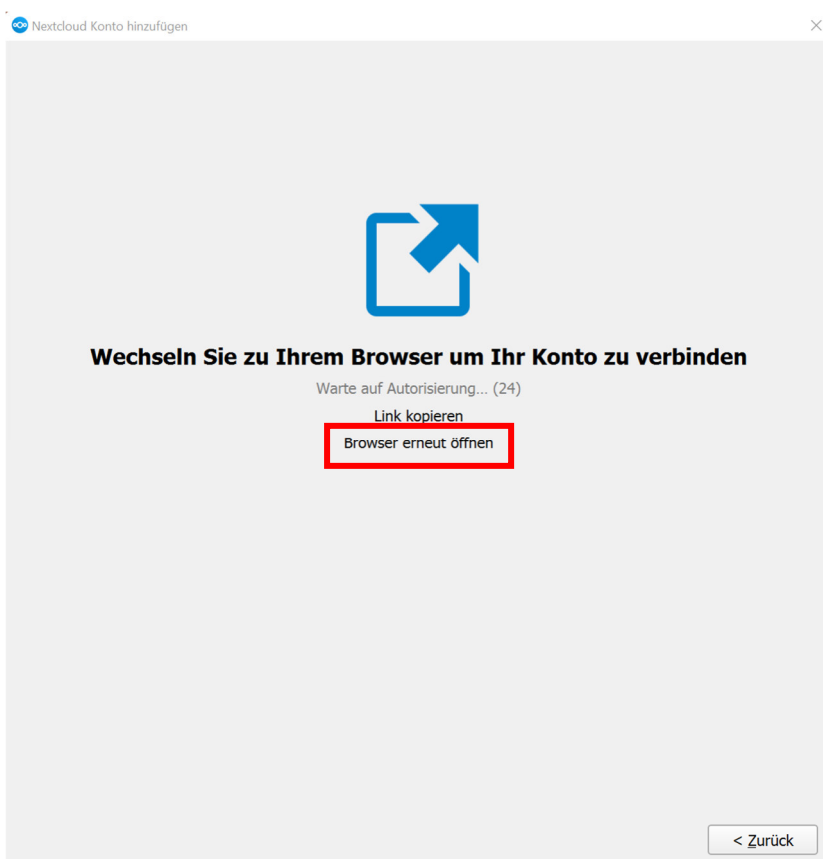 Nextcloud Konto hinzufügen
Wechseln Sie zu Ihrem Browser um Ihr Konto zu verbinden
Warte auf Autorisierung... (24)
Link kopieren
Browser erneut öffnen
< Zurück